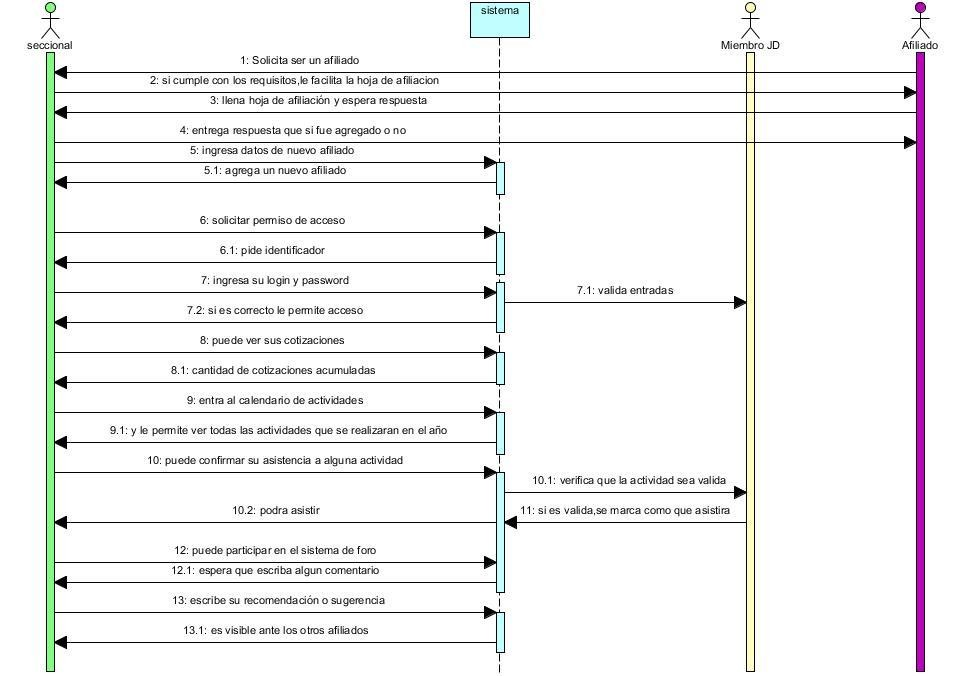 sistema
seccional
Miembro JD
Afiliado
1: Solicita ser un afiliado
2: si cumple con los requisitos,le facilita la hoja de afiliacion
3: llena hoja de afiliación y espera respuesta
4: entrega respuesta que si fue agregado o no
5: ingresa datos de nuevo afiliado
5.1: agrega un nuevo afiliado
6: solicitar permiso de acceso
6.1: pide identificador
7: ingresa su login y password
7.1: valida entradas
7.2: si es correcto le permite acceso
8: puede ver sus cotizaciones
8.1: cantidad de cotizaciones acumuladas
9: entra al calendario de actividades
9.1: y le permite ver todas las actividades que se realizaran en el año
10: puede confirmar su asistencia a alguna actividad
10.1: verifica que la actividad sea valida
10.2: podra asistir
11: si es valida,se marca como que asistira
12: puede participar en el sistema de foro
12.1: espera que escriba algun comentario
13: escribe su recomendación o sugerencia
13.1: es visible ante los otros afiliados